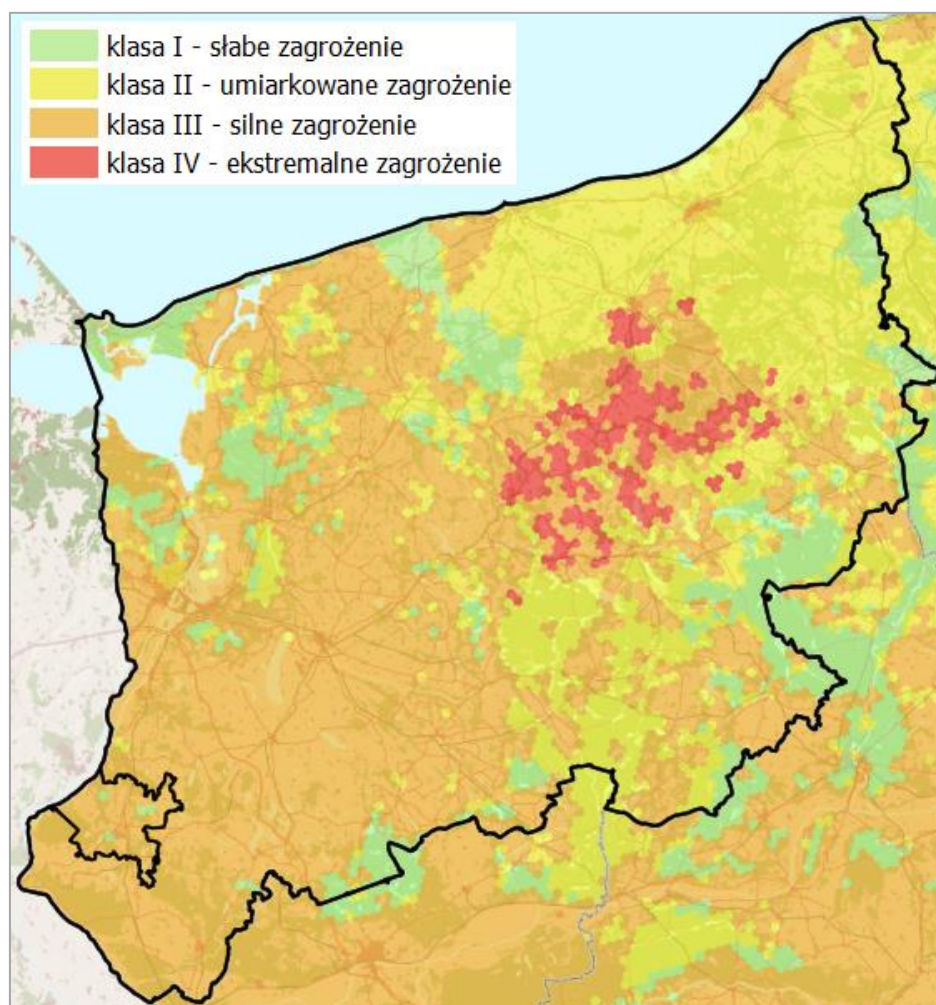 klasa I - słabe zagrożenie
klasa II - umiarkowane zagrożenie
klasa III - silne zagrożenie
klasa IV - ekstremalne zagrożenie